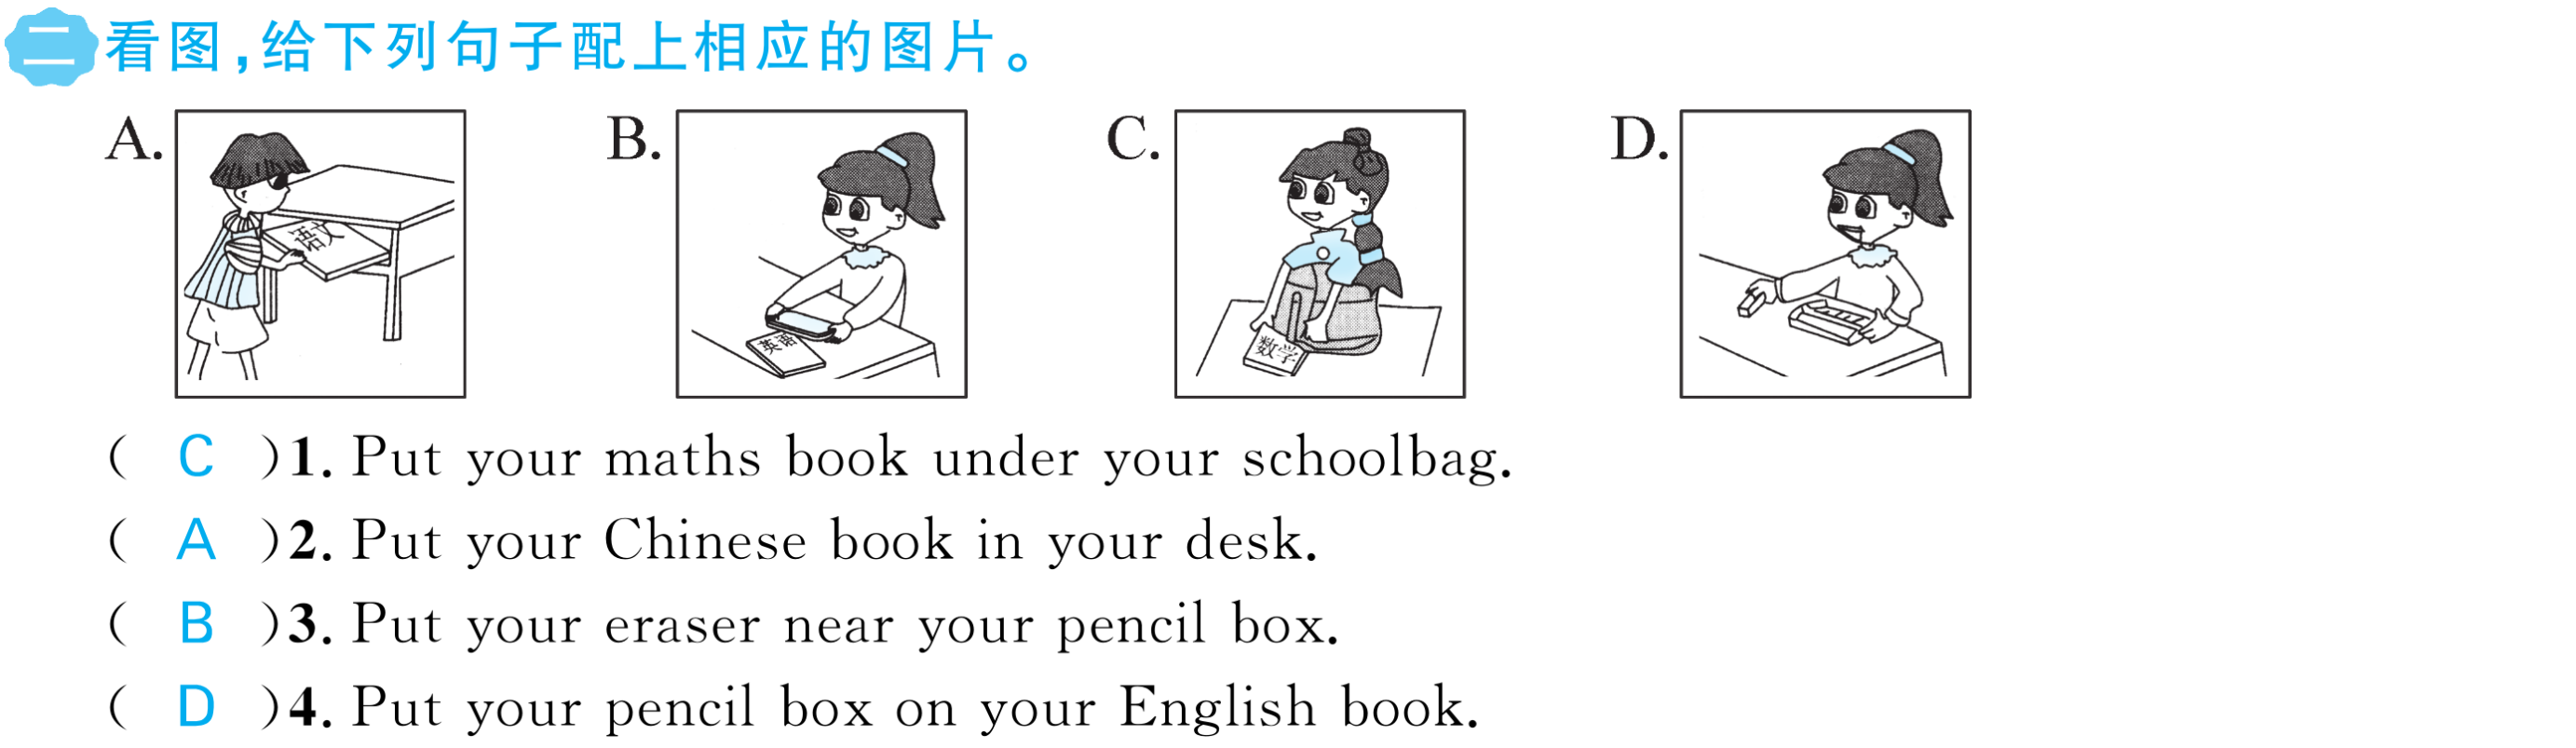 二 看图,给下列句子配上相应的图片。
A. B. C. D.
语文
英语
数学
( C )1. Put your maths book under your schoolbag.
( A )2. Put your Chinese book in your desk.
( B )3. Put your eraser near your pencil box.
( D )4. Put your pencil box on your English book.